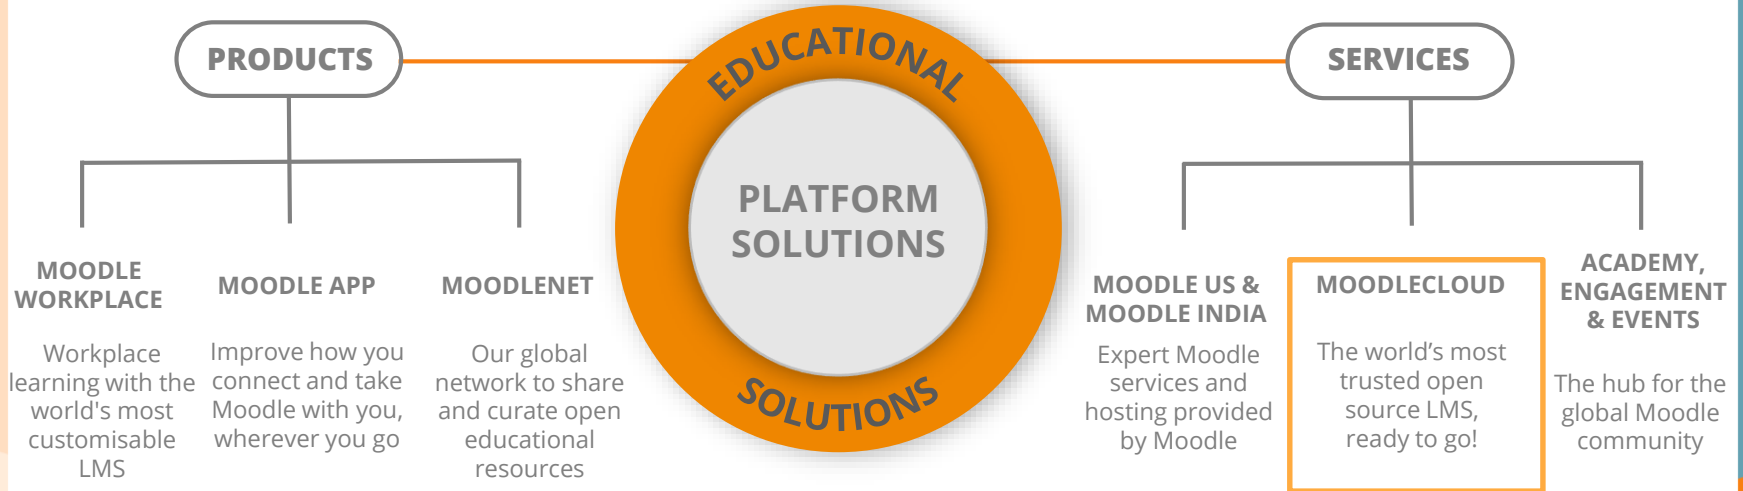 PRODUCTS
EDUCATIONAL
SOLUTIONS
PLATFORM
SOLUTIONS
SERVICES
MOODLE
WORKPLACE
Workplace
learning with the
world's most
customisable
LMS
MOODLE APP
Improve how you
connect and take
Moodle with you,
wherever you go
MOODLENET
Our global
network to share
and curate open
educational
resources
MOODLE US &
MOODLE INDIA
Expert Moodle
services and
hosting provided
by Moodle
MOODLECLOUD
The world’s most
trusted open
source LMS,
ready to go!
ACADEMY,
ENGAGEMENT
& EVENTS
The hub for the
global Moodle
community